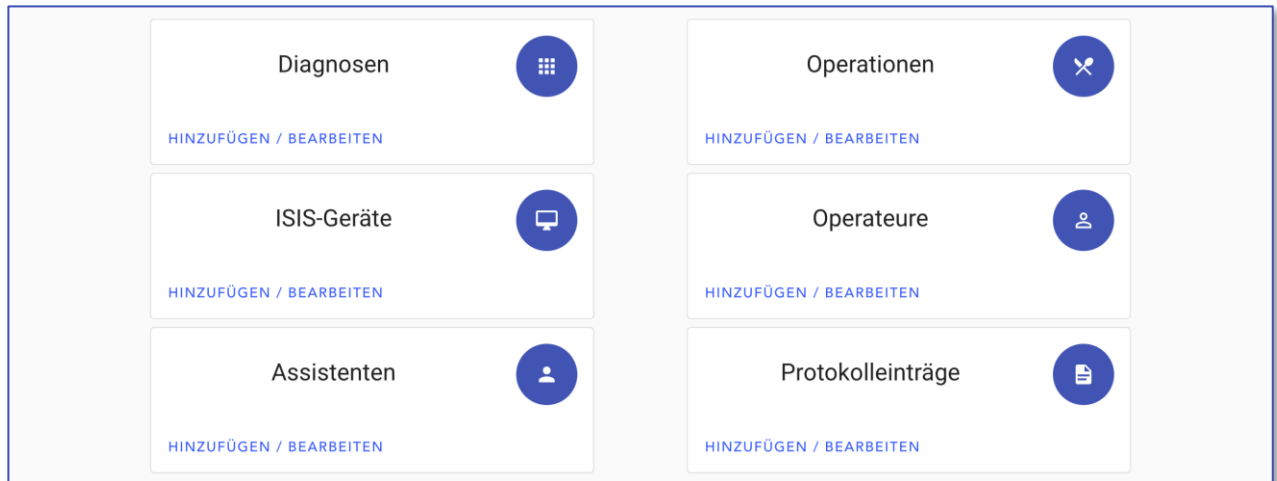 Diagnosen
HINZUFÜGEN / BEARBEITEN
Operationen
HINZUFÜGEN / BEARBEITEN
ISIS-Geräte
HINZUFÜGEN / BEARBEITEN
Operateure
HINZUFÜGEN / BEARBEITEN
Assistenten
HINZUFÜGEN / BEARBEITEN
Protokolleinträge
HINZUFÜGEN / BEARBEITEN